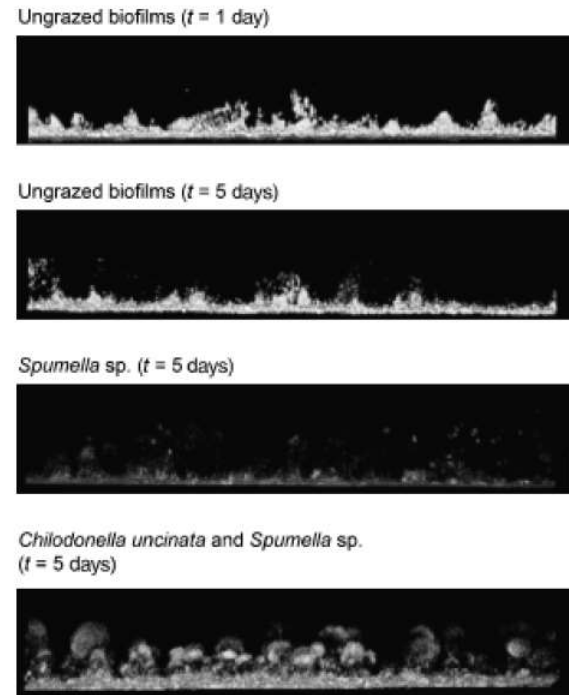 Ungrazed biofilms (t = 1 day)
Ungrazed biofilms (t = 5 days)
Spumella sp. (t = 5 days)
Chilodonella uncinata and Spumella sp.
(t = 5 days)